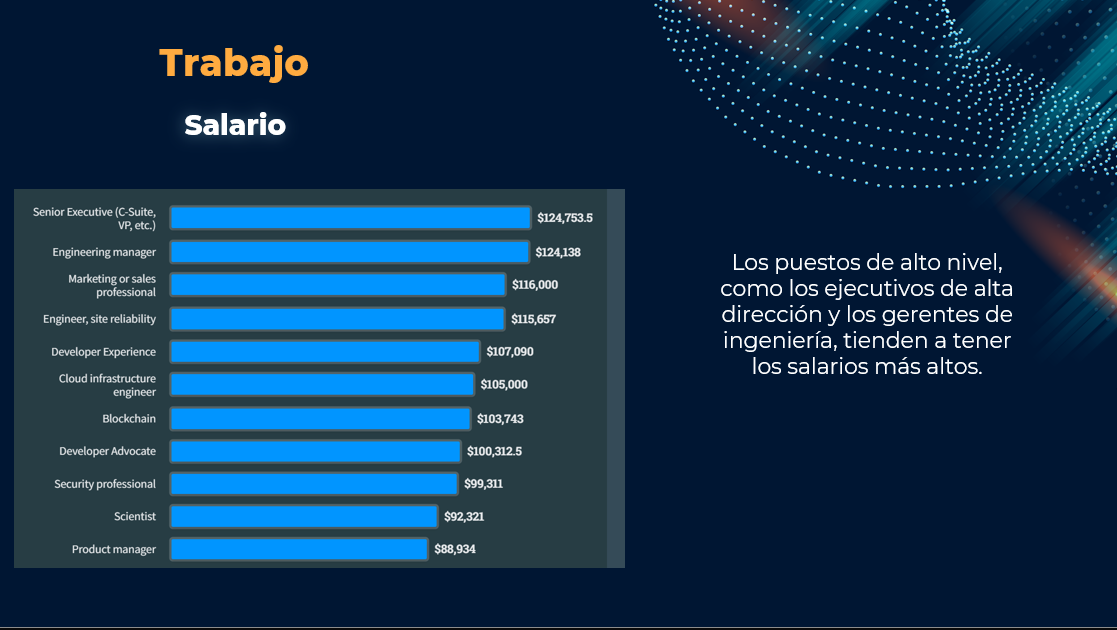 Trabajo
Salario
Senior Executive (C-Suite,
VP, etc.)
$124,753.5
Engineering manager
$124,138
Marketing or sales
professional
$116,000
Engineer, site reliability
$115,657
Developer Experience
$107,090
Cloud infrastructure
engineer
$105,000
Blockchain
$103,743
Developer Advocate
$100,312.5
Security professional
$99,311
Scientist
$92,321
Product manager
$88,934
Los puestos de alto nivel,
como los ejecutivos de alta
dirección y los gerentes de
ingeniería, tienden a tener
los salarios más altos.